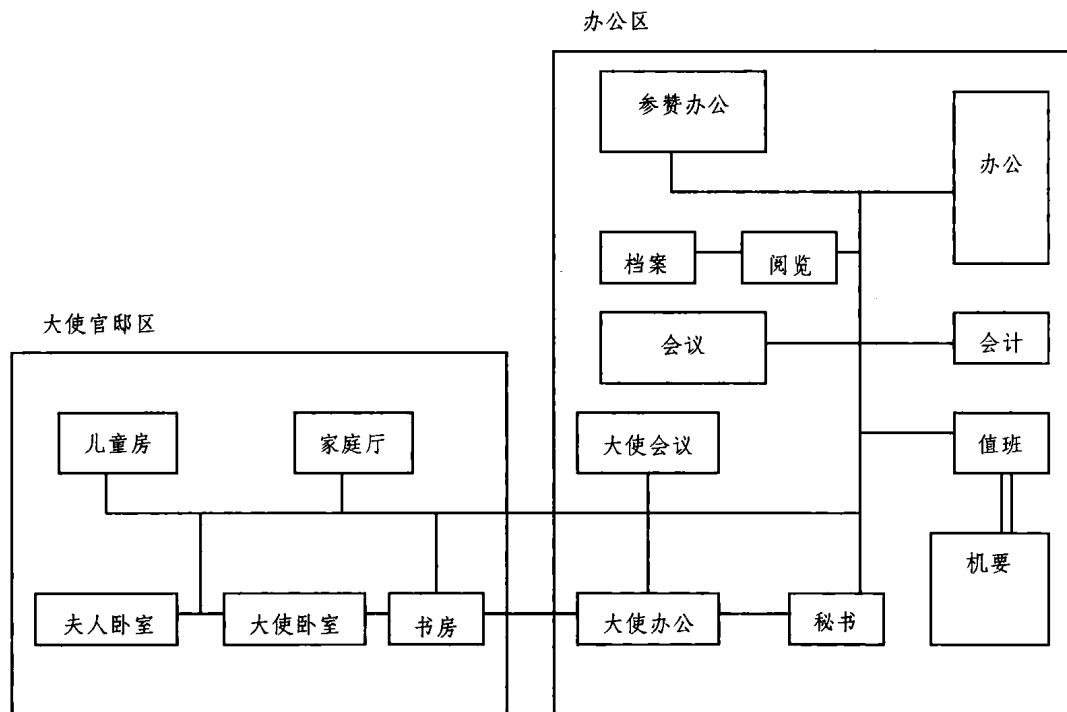 办公区
参赞办公
办公
档案
阅览
大使官邸区
会议
会计
儿童房
家庭厅
大使会议
值班
机要
夫人卧室
大使卧室
书房
大使办公
秘书